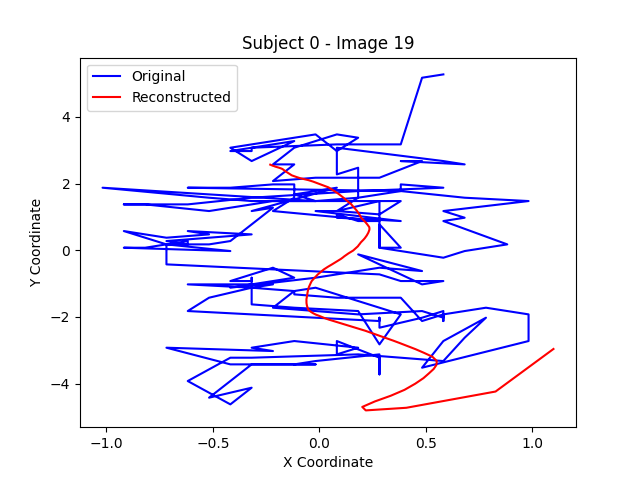 Subject 0 - Image 19
Original
Reconstructed
Y Coordinate
4
2
0
−2
−4
−1.0
−0.5
0.0
0.5
1.0
X Coordinate